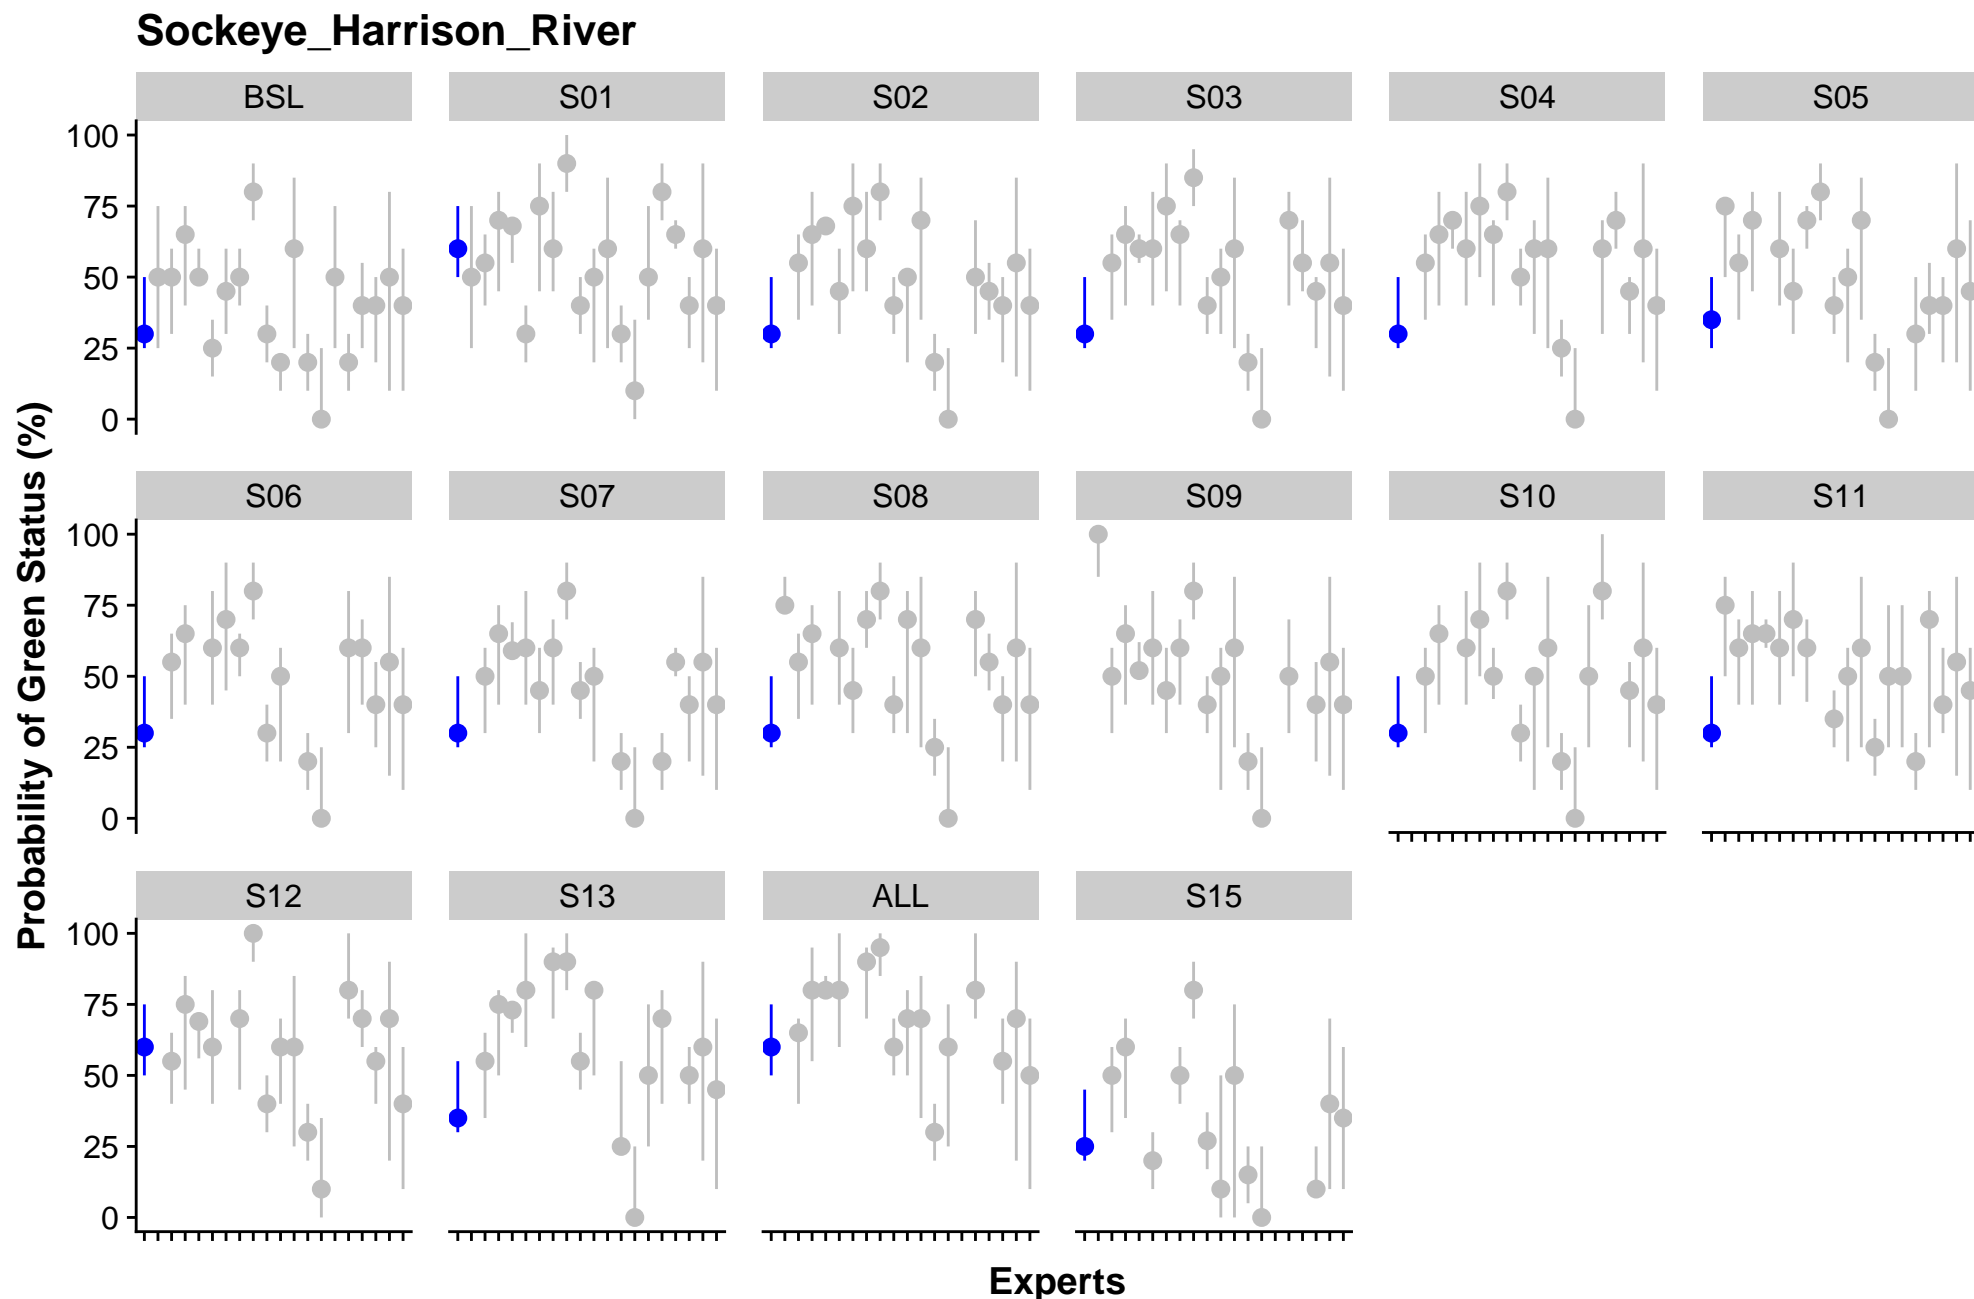 Sockeye_Harrison_River
BSL S01 S02 S03 S04 S05
100
75
50
25
0
S06 S07 S08 S09 S10 S11
100
75
50
25
0
S12 S13 ALL S15
100
75
50
25
0
Probability of Green Status (%)
Experts